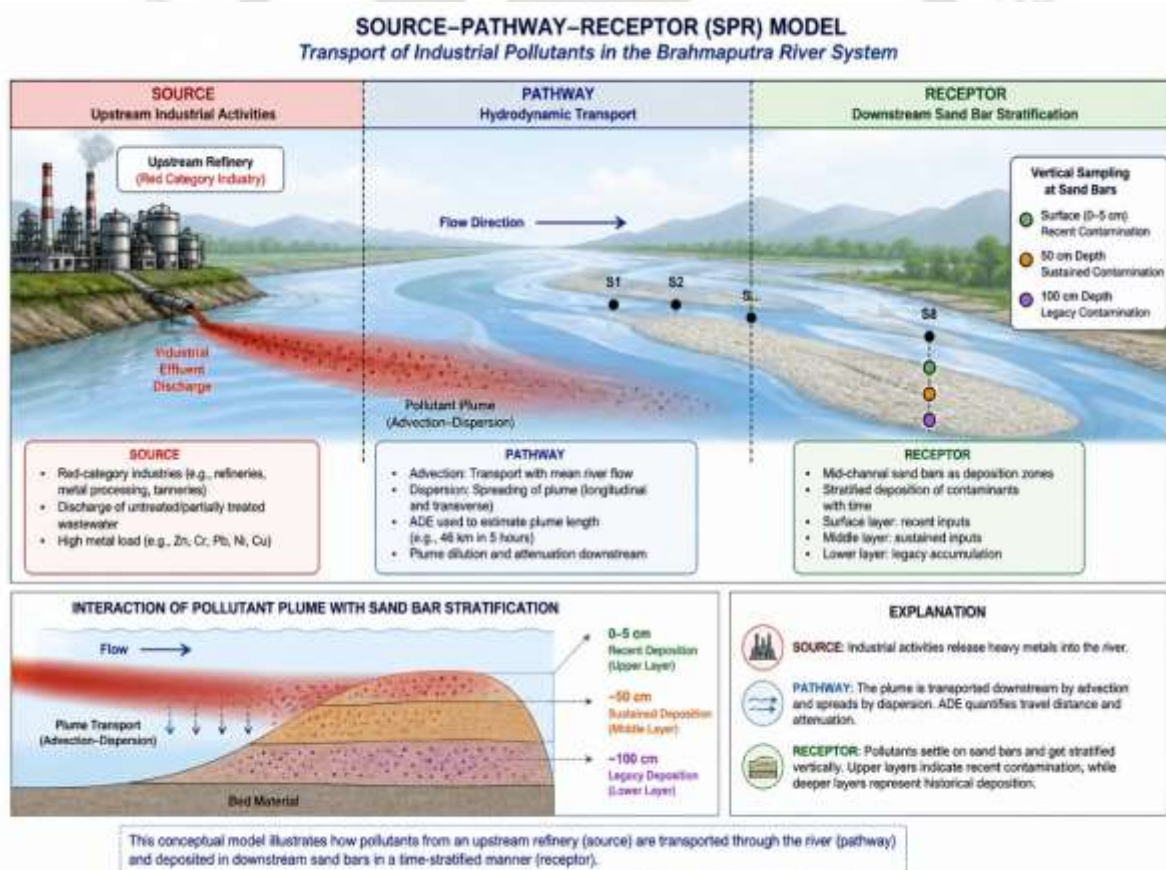 SOURCE–PATHWAY–RECEPTOR (SPR) MODEL
Transport of Industrial Pollutants in the Brahmaputra River System
SOURCE
Upstream Industrial Activities
PATHWAY
Hydrodynamic Transport
RECEPTOR
Downstream Sand Bar Stratification
Upstream Refinery
(Red Category Industry)
Flow Direction
Vertical Sampling
at Sand Bars
Surface (0–5 cm)
Recent Contamination
50 cm Depth
Sustained Contamination
100 cm Depth
Legacy Contamination
S1
S2
S...
S8
Industrial
Effluent
Discharge
Pollutant Plume
(Advection–Dispersion)
SOURCE
• Red-category industries (e.g., refineries,
metal processing, tanneries)
• Discharge of untreated/partially treated
wastewater
• High metal load (e.g., Zn, Cr, Pb, Ni, Cu)
PATHWAY
• Advection: Transport with mean river flow
• Dispersion: Spreading of plume (longitudinal
and transverse)
• ADE used to estimate plume length
(e.g., 46 km in 5 hours)
• Plume dilution and attenuation downstream
RECEPTOR
• Mid-channel sand bars as deposition zones
• Stratified deposition of contaminants
with time
• Surface layer: recent inputs
• Middle layer: sustained inputs
• Lower layer: legacy accumulation
INTERACTION OF POLLUTANT PLUME WITH SAND BAR STRATIFICATION
Flow
Plume Transport
(Advection–Dispersion)
Bed Material
0–5 cm
Recent Deposition
(Upper Layer)
~50 cm
Sustained Deposition
(Middle Layer)
~100 cm
Legacy Deposition
(Lower Layer)
EXPLANATION
SOURCE: Industrial activities release heavy metals into the river.
PATHWAY: The plume is transported downstream by advection
and spreads by dispersion. ADE quantifies travel distance and
attenuation.
RECEPTOR: Pollutants settle on sand bars and get stratified
vertically. Upper layers indicate recent contamination, while
deeper layers represent historical deposition.
This conceptual model illustrates how pollutants from an upstream refinery (source) are transported through the river (pathway)
and deposited in downstream sand bars in a time-stratified manner (receptor).